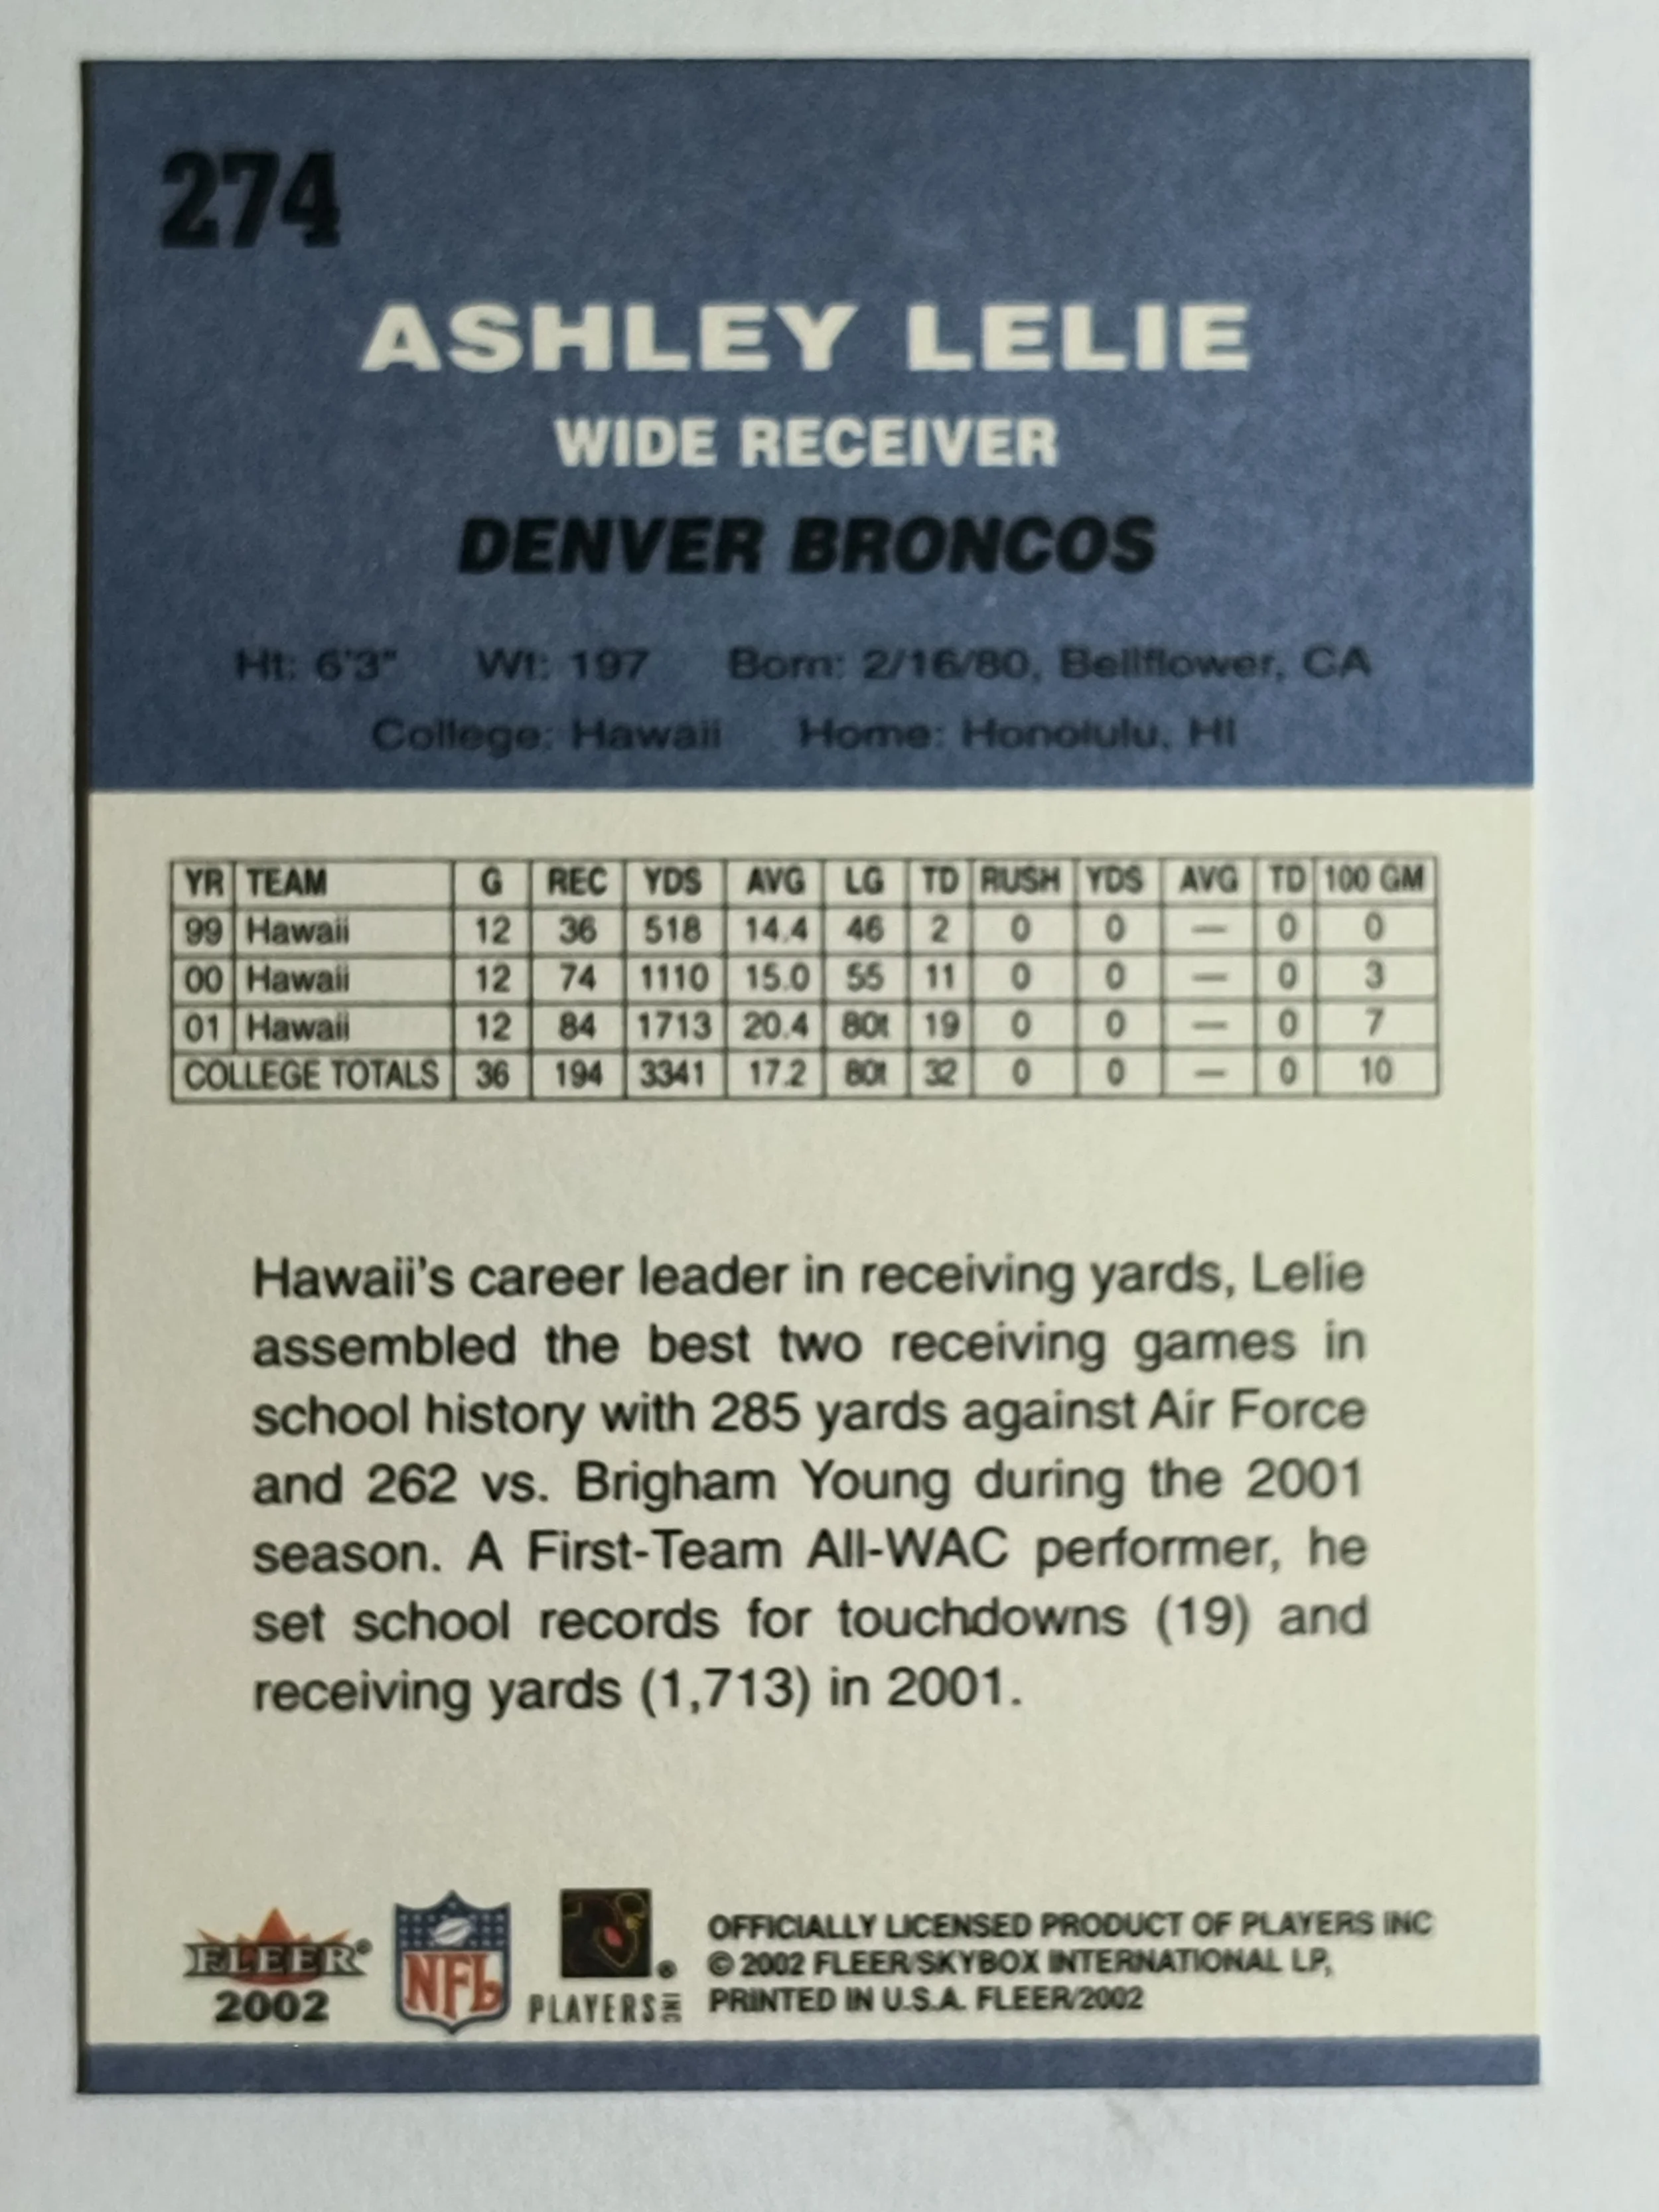 274
ASHLEY LELIE
WIDE RECEIVER
DENVER BRONCOS
Ht: 6'3" Wt: 197 Born: 2/16/80, Bellflower, CA
College: Hawaii Home: Honolulu, HI
YR TEAM G REC YDS AVG LG TD RUSH YDS AVG TD 100 GM
99 Hawaii 12 36 518 14.4 46 2 0 0 — 0 0
00 Hawaii 12 74 1110 15.0 55 11 0 0 — 0 3
01 Hawaii 12 84 1713 20.4 80t 19 0 0 — 0 7
COLLEGE TOTALS 36 194 3341 17.2 80t 32 0 0 — 0 10
Hawaii's career leader in receiving yards, Lelie
assembled the best two receiving games in
school history with 285 yards against Air Force
and 262 vs. Brigham Young during the 2001
season. A First-Team All-WAC performer, he
set school records for touchdowns (19) and
receiving yards (1,713) in 2001.
FLEER®
2002
NFL
PLAYERS INC
OFFICIALLY LICENSED PRODUCT OF PLAYERS INC
© 2002 FLEER/SKYBOX INTERNATIONAL LP,
PRINTED IN U.S.A. FLEER/2002